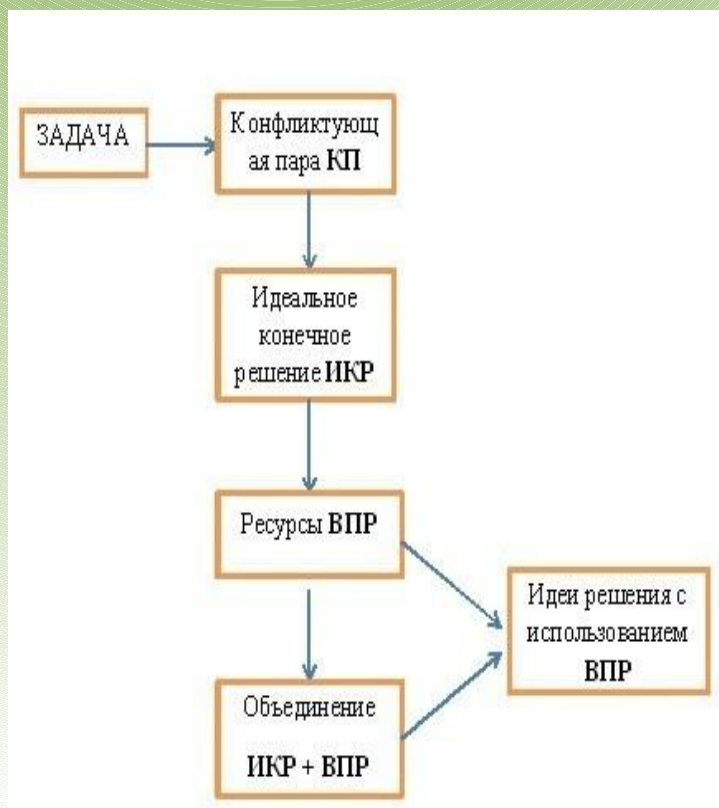 ЗАДАЧА
Конфликтующ
ая пара КП
Идеальное
конечное
решение ИКР
Ресурсы ВПР
Идеи решения с
использованием
ВПР
Объединение
ИКР + ВПР